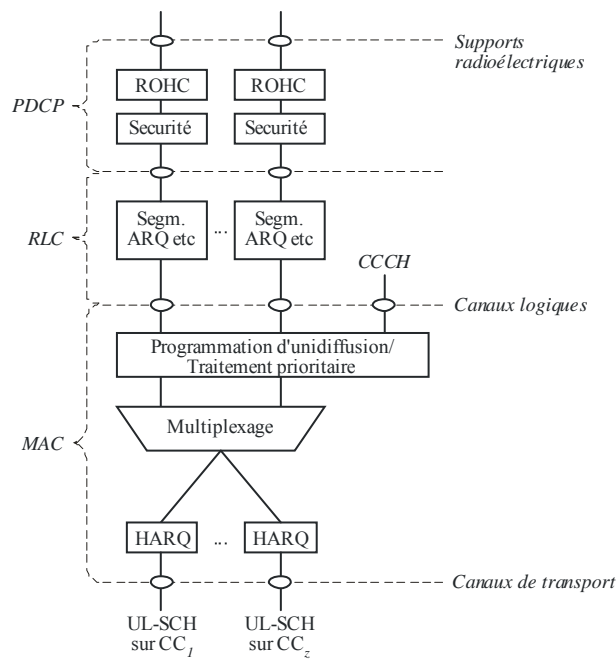 Supports
radioélectriques
ROHC
ROHC
PDCP
Securité
Securité
Segm.
ARQ etc
...
Segm.
ARQ etc
RLC
CCCH
Canaux logiques
Programmation d'unidiffusion/
Traitement prioritaire
Multiplexage
MAC
HARQ
...
HARQ
Canaux de transport
UL-SCH
sur CC1
UL-SCH
sur CCz